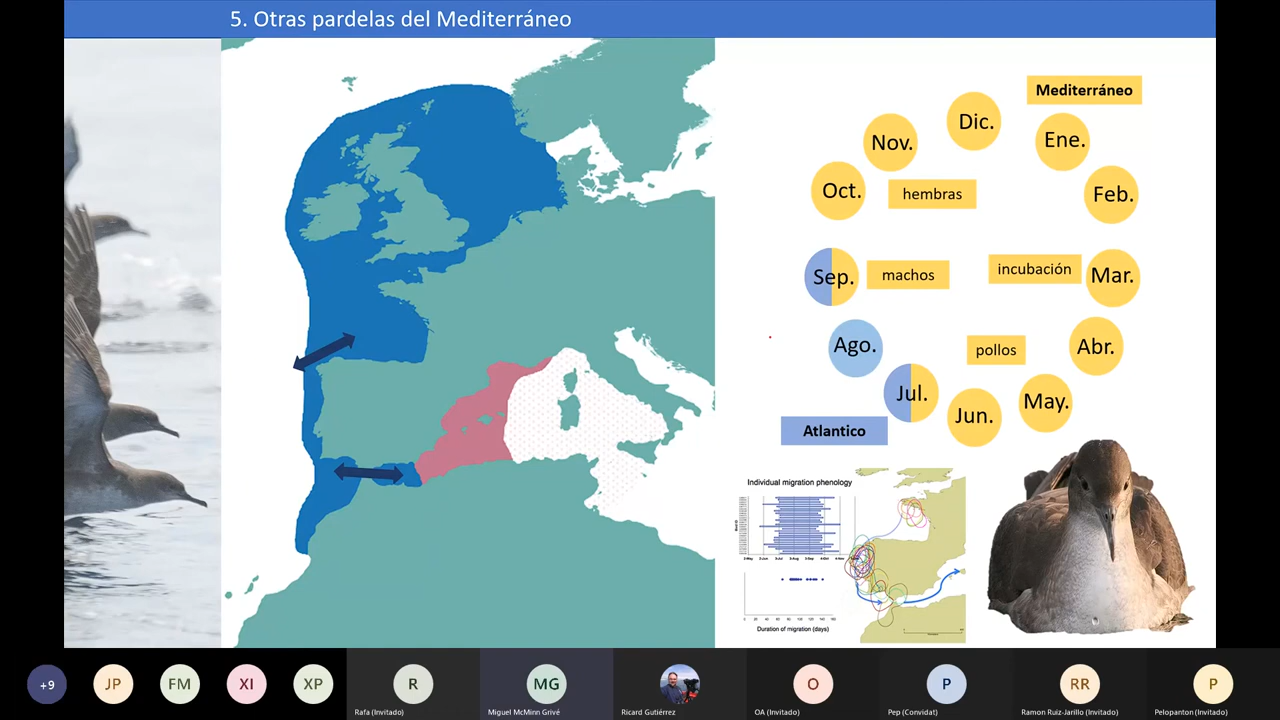 5. Otras pardelas del Mediterráneo
Mediterráneo
Dic.
Nov.
Ene.
Oct.
hembras
Feb.
Sep.
machos
incubación
Mar.
Ago.
pollos
Abr.
Jul.
May.
Jun.
Atlantico
Individual migration phenology
Duration of migration (days)
+9
JP
FM
XI
XP
R
MG
O
P
RR
P
Rafa (Invitado)
Miguel McMinn Grivé
Ricard Gutiérrez
OA (Invitado)
Pep (Convidat)
Ramon Ruiz-Jarillo (Invitado)
Pelopanton (Invitado)